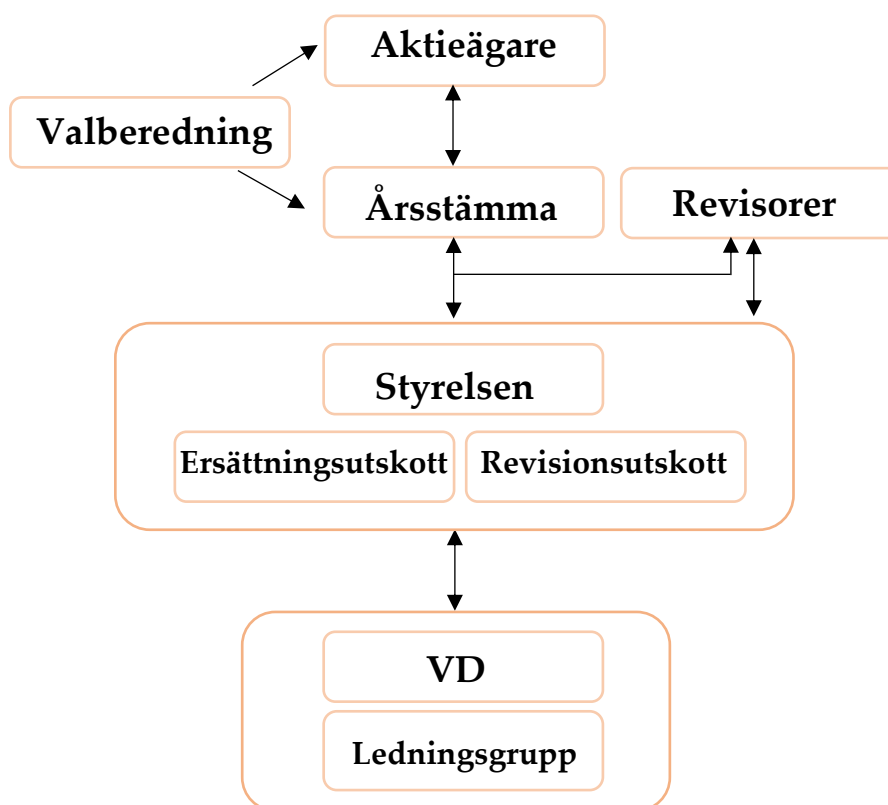 Aktieägare
Valberedning
Årsstämma
Revisorer
Styrelsen
Ersättningsutskott
Revisionsutskott
VD
Ledningsgrupp